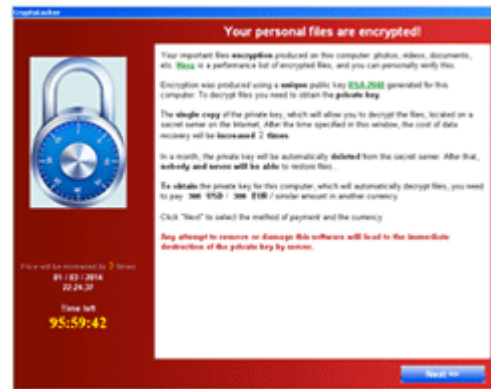 CryptoLocker
Your personal files are encrypted!
Your important files encryption produced on this computer: photos, videos, documents,
etc. Here is a performance list of encrypted files, and you can personally verify this.
Encryption was produced using a unique public key RSA-2048 generated for this
computer. To decrypt files you need to obtain the private key.
The single copy of the private key, which will allow you to decrypt the files, located on a
secret server on the Internet. After the time specified in this window, the cost of data
recovery will be increased 2 times.
In a month, the private key will be automatically deleted from the secret server. After that,
nobody and never will be able to restore files...
To obtain the private key for this computer, which will automatically decrypt files, you need
to pay 300 USD / 300 EUR / similar amount in another currency.
Click "Next" to select the method of payment and the currency.
Any attempt to remove or damage this software will lead to the immediate
destruction of the private key by server.
Price will be increased by 2 times
01 / 03 / 2014
22:24:37
Time left
95:59:42
Next >>